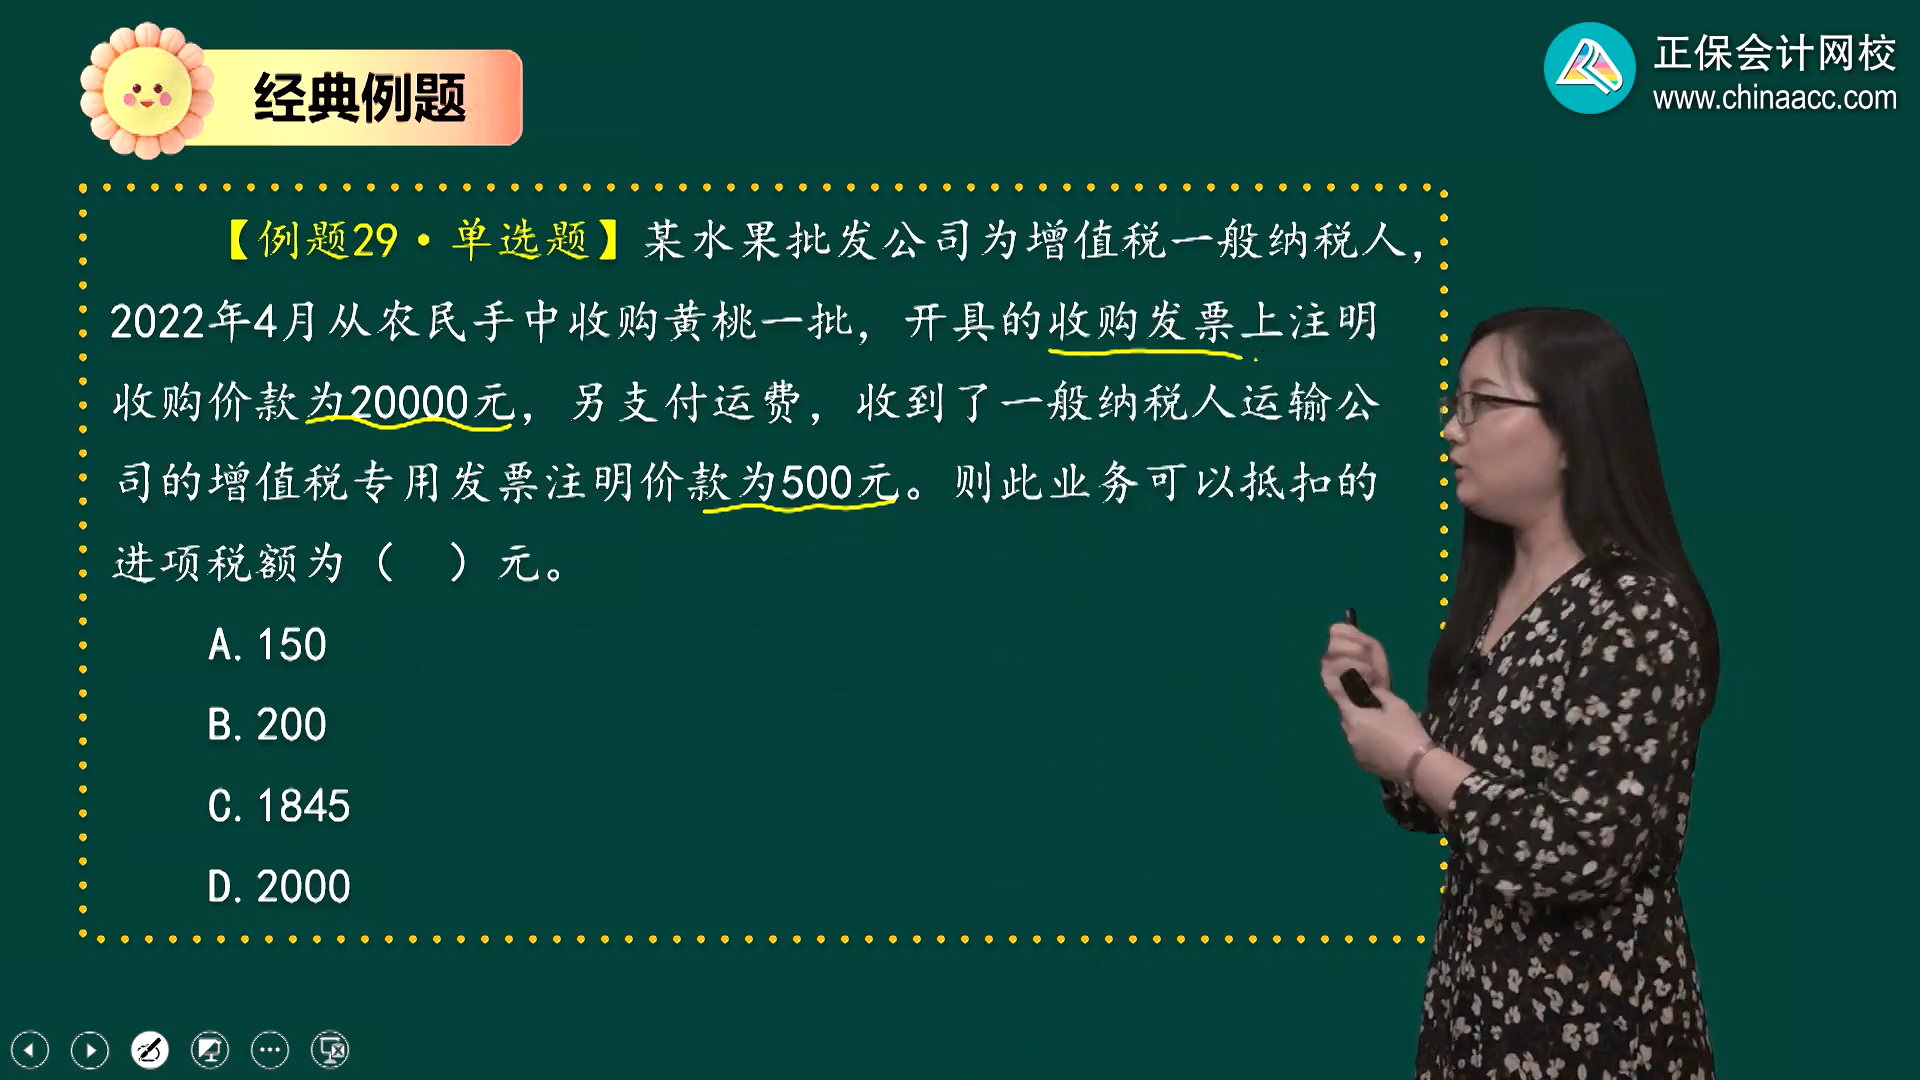 经典例题
正保会计网校
www.chinaacc.com
【例题29·单选题】某水果批发公司为增值税一般纳税人，
2022年4月从农民手中收购黄桃一批，开具的收购发票上注明
收购价款为20000元，另支付运费，收到了一般纳税人运输公
司的增值税专用发票注明价款为500元。则此业务可以抵扣的
进项税额为（　）元。
A. 150
B. 200
C. 1845
D. 2000